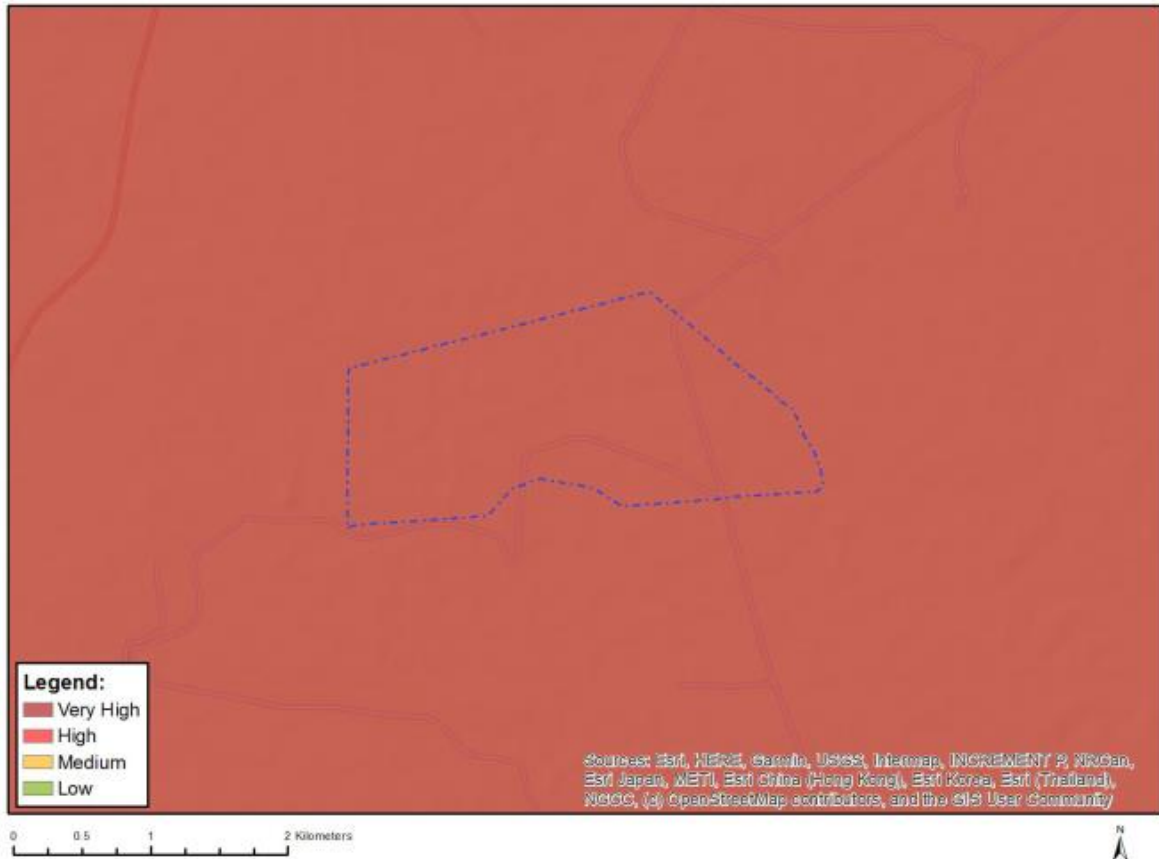 Legend:
Very High
High
Medium
Low
Sources: Esri, HERE, Garmin, USGS, Intermap, INCREMENT P, NRCan,
Esri Japan, METI, Esri China (Hong Kong), Esri Korea, Esri (Thailand),
NGCC, (c) OpenStreetMap contributors, and the GIS User Community
0 0.5 1 2 Kilometers
N